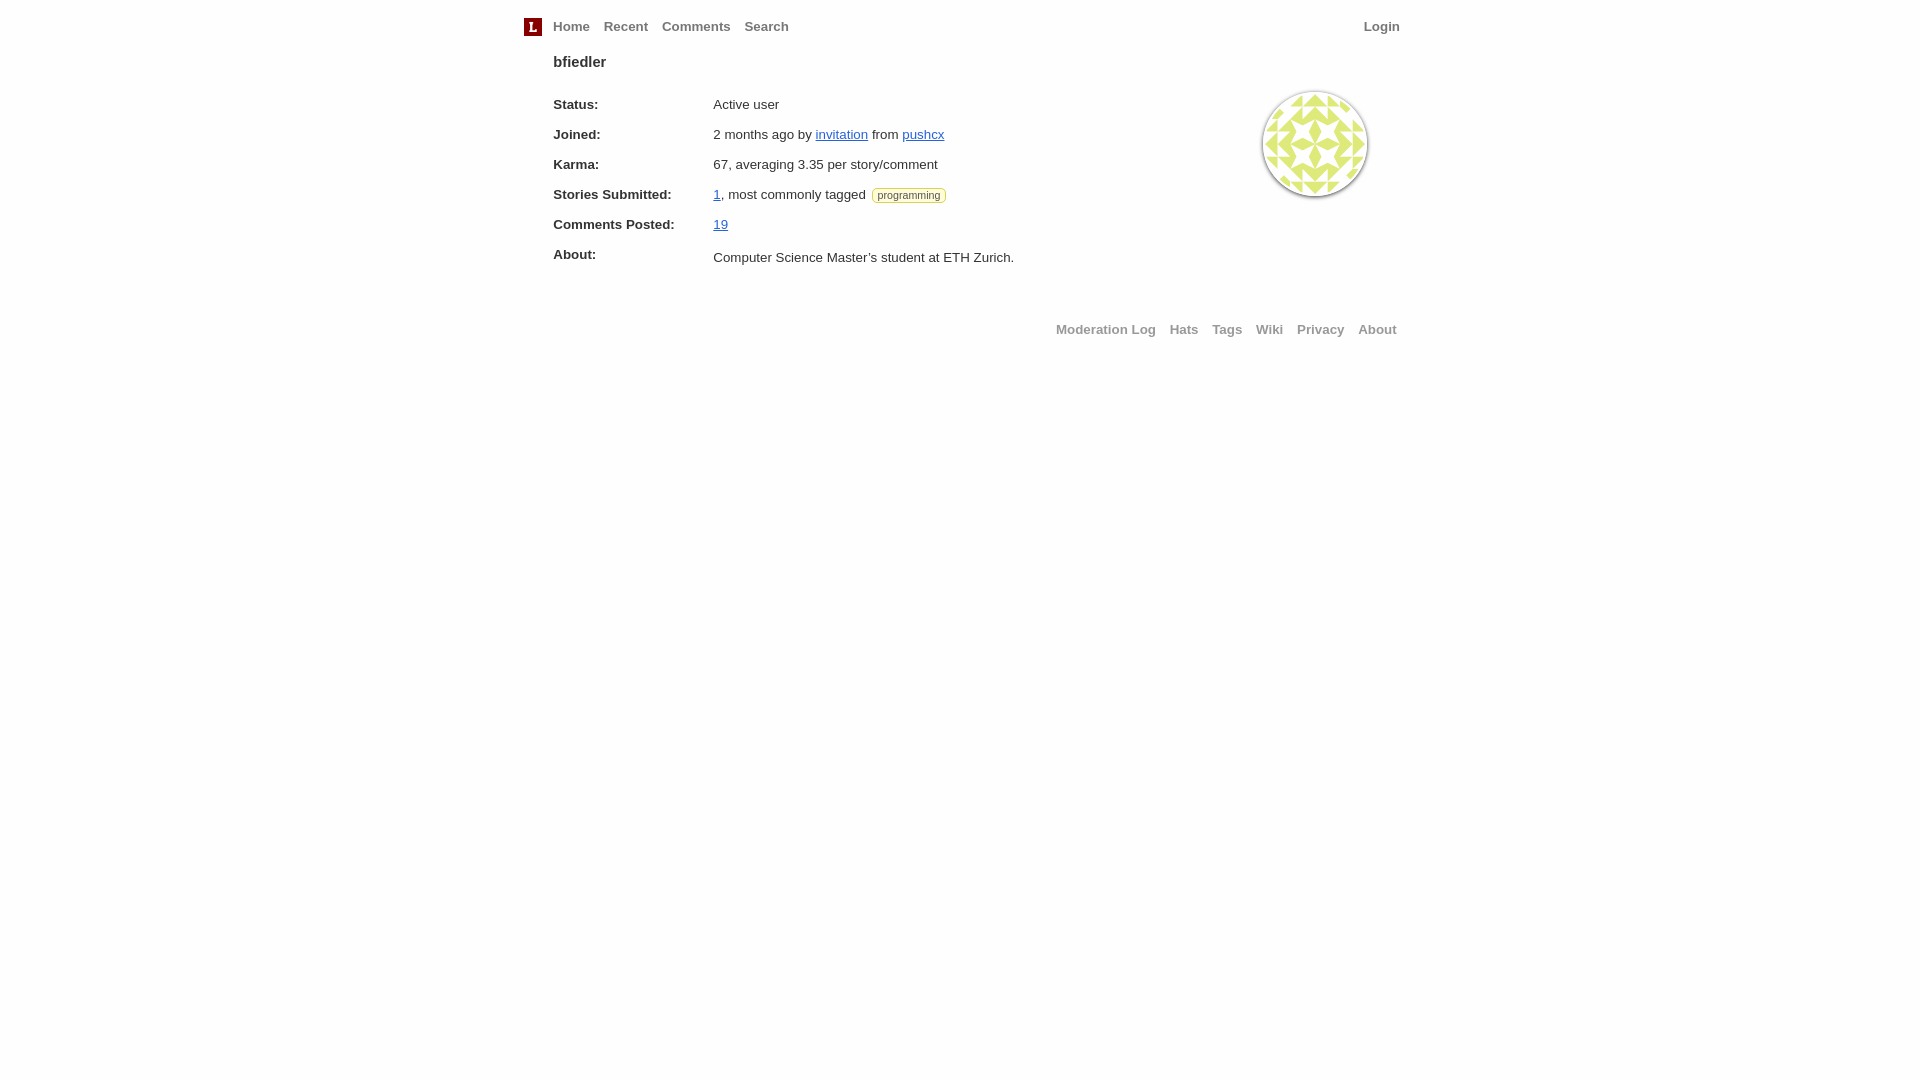 L Home Recent Comments Search Login
bfiedler
Status: Active user
Joined: 2 months ago by invitation from pushcx
Karma: 67, averaging 3.35 per story/comment
Stories Submitted: 1, most commonly tagged programming
Comments Posted: 19
About: Computer Science Master’s student at ETH Zurich.
Moderation Log Hats Tags Wiki Privacy About